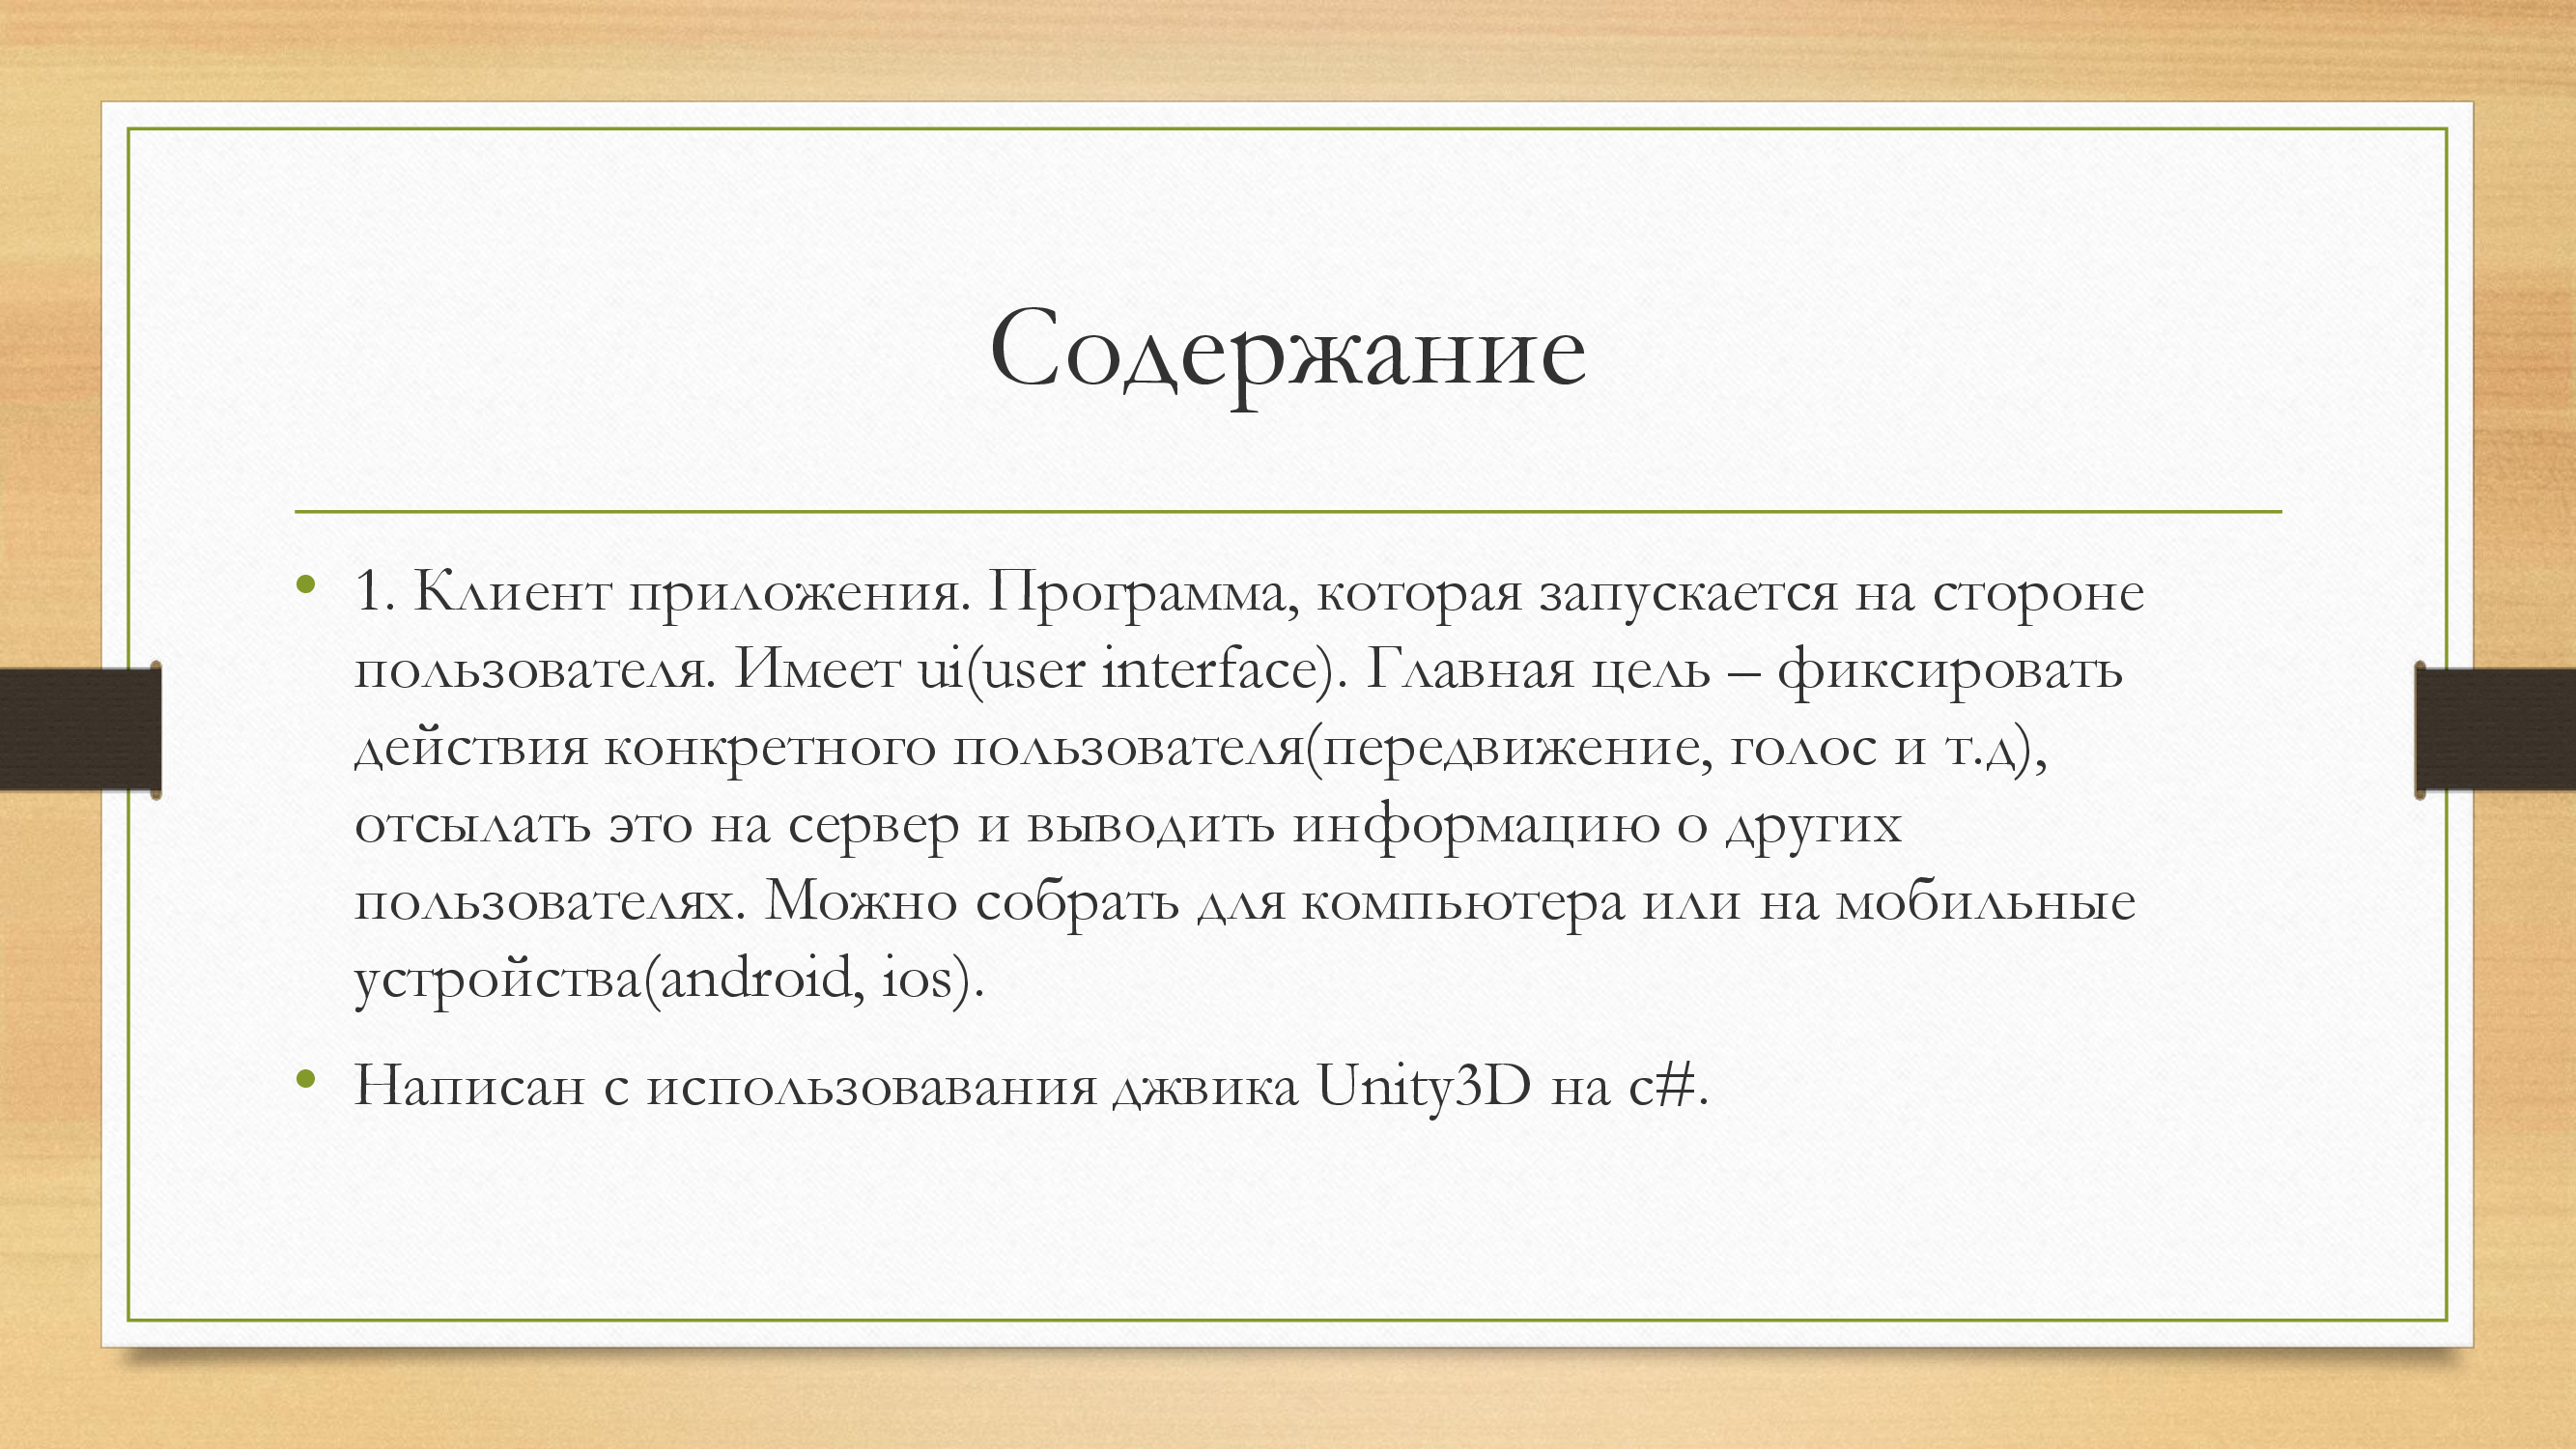 Содержание
• 1. Клиент приложения. Программа, которая запускается на стороне
пользователя. Имеет ui(user interface). Главная цель – фиксировать
действия конкретного пользователя(передвижение, голос и т.д),
отсылать это на сервер и выводить информацию о других
пользователях. Можно собрать для компьютера или на мобильные
устройства(android, ios).
• Написан с использовавания джвика Unity3D на c#.